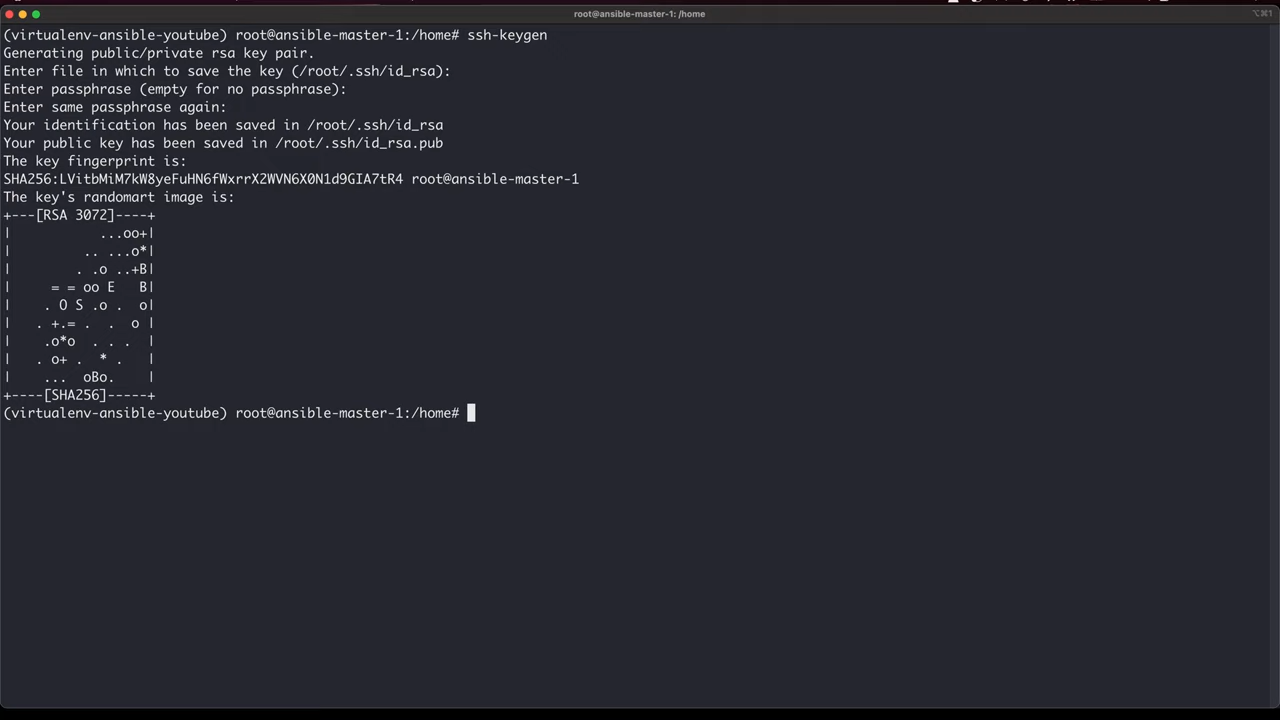 root@ansible-master-1: /home
⌥⌘1
(virtualenv-ansible-youtube) root@ansible-master-1:/home# ssh-keygen
Generating public/private rsa key pair.
Enter file in which to save the key (/root/.ssh/id_rsa):
Enter passphrase (empty for no passphrase):
Enter same passphrase again:
Your identification has been saved in /root/.ssh/id_rsa
Your public key has been saved in /root/.ssh/id_rsa.pub
The key fingerprint is:
SHA256:LVitbMiM7kW8yeFuHN6fWxrrX2WVN6X0N1d9GIA7tR4 root@ansible-master-1
The key's randomart image is:
+---[RSA 3072]----+
|            ...oo+|
|          .. ...o*|
|         . .o ..+B|
|      = = oo E   B|
|     . O S .o .  o|
|    . +.= .  .  o |
|     .o*o  . . .  |
|    . o+ .  * .   |
|     ...  oBo.    |
+----[SHA256]-----+
(virtualenv-ansible-youtube) root@ansible-master-1:/home#